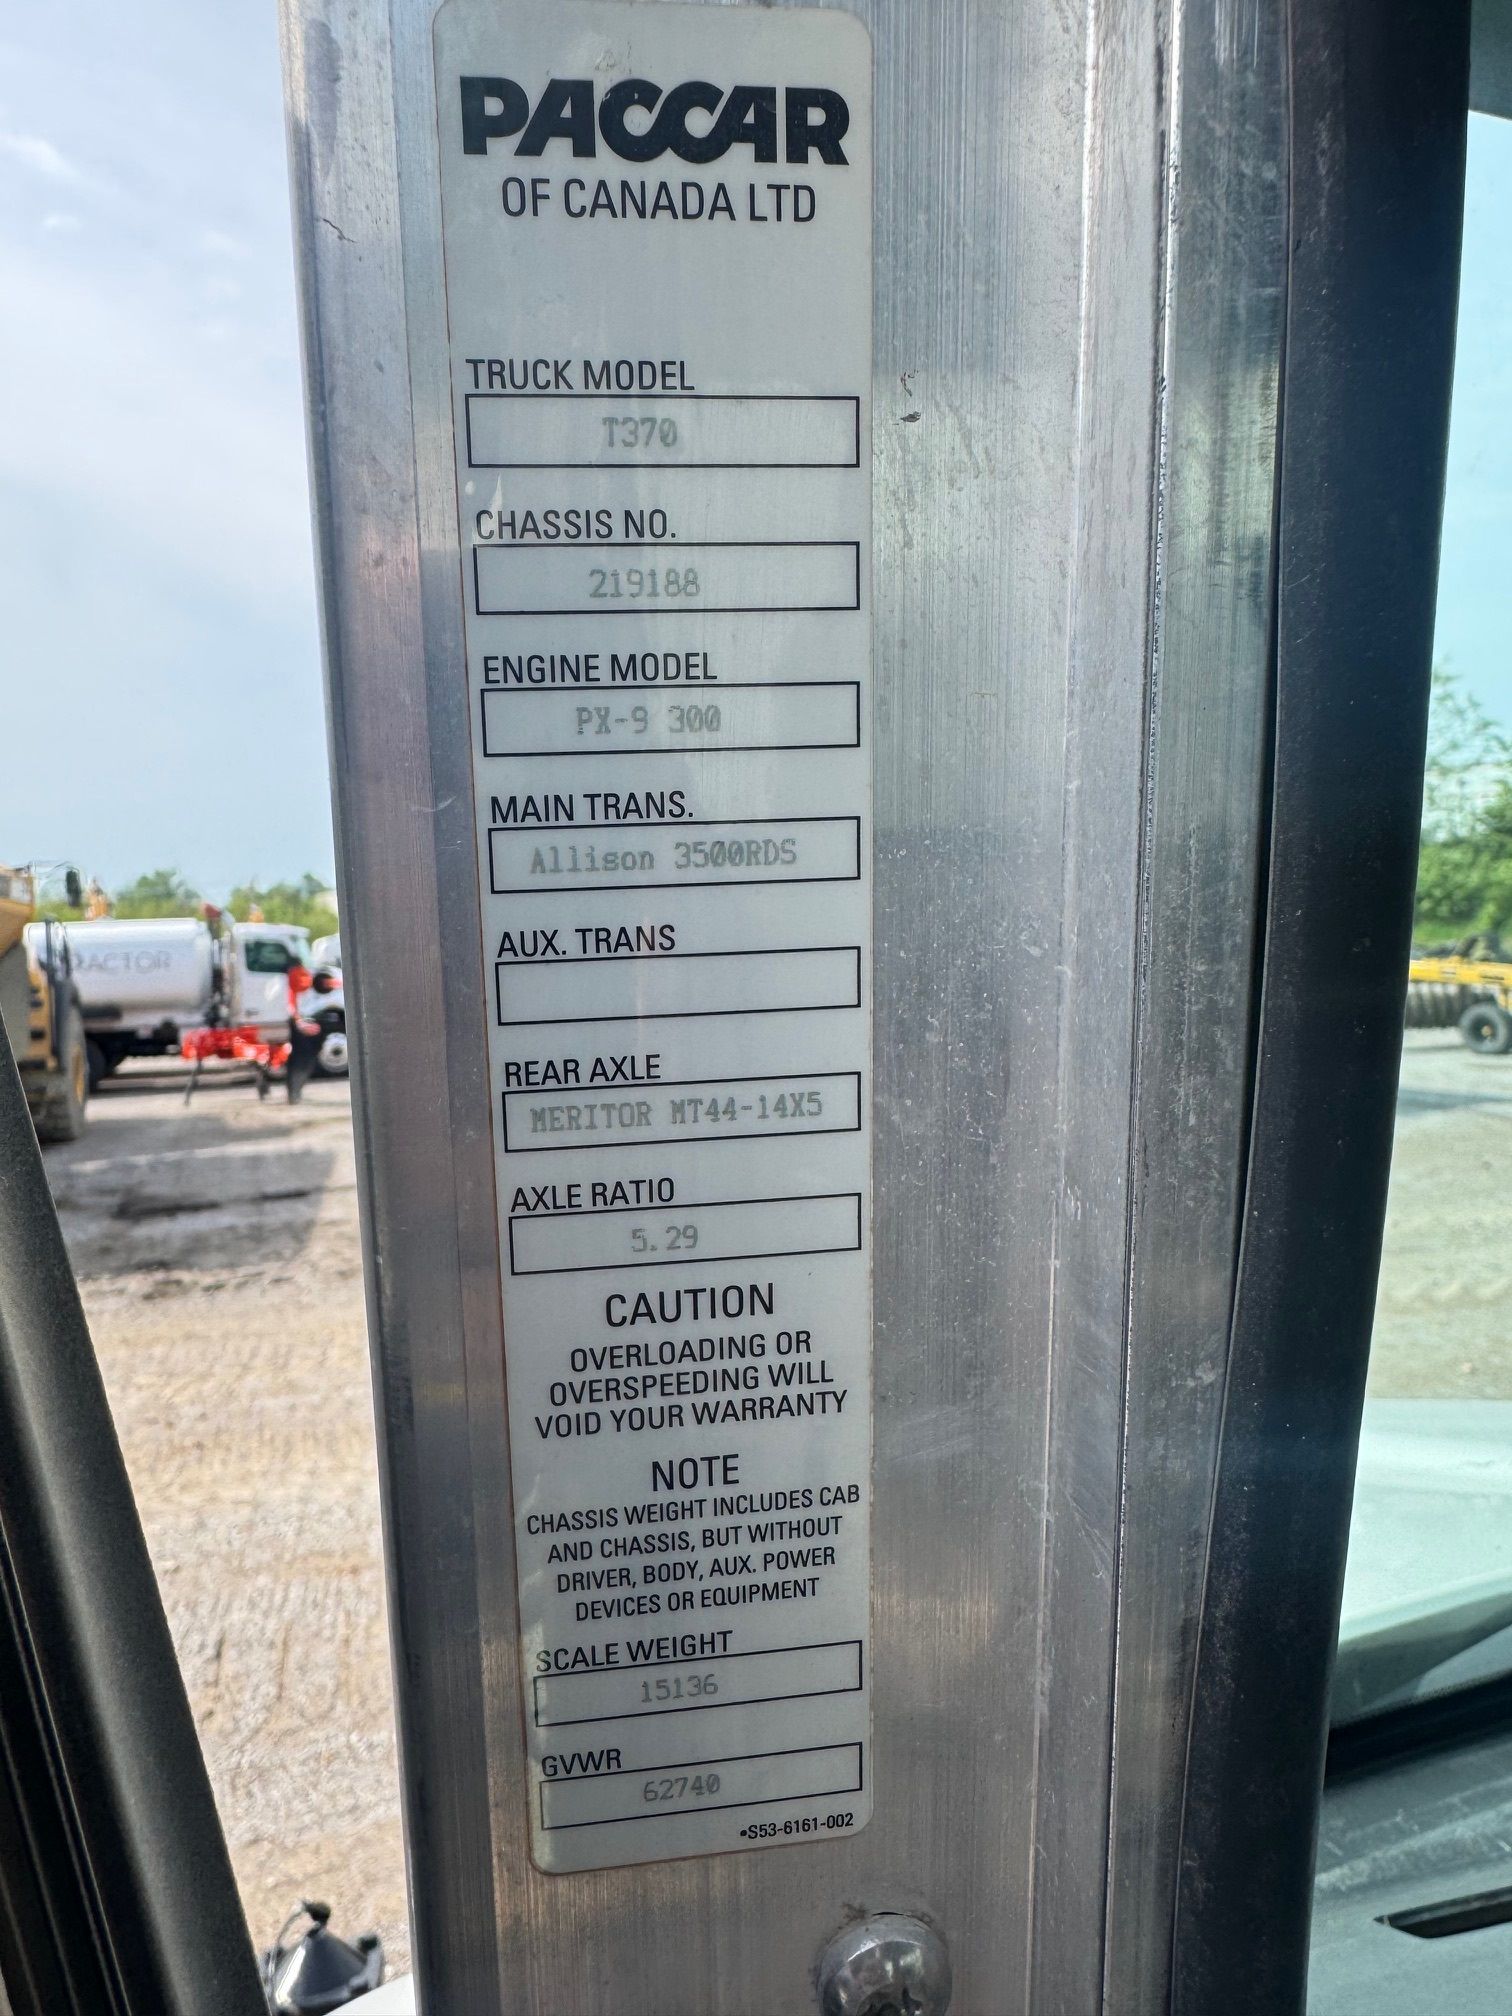 PACCAR
OF CANADA LTD
TRUCK MODEL
T370
CHASSIS NO.
219188
ENGINE MODEL
PX-9 300
MAIN TRANS.
Allison 3500RDS
AUX. TRANS
REAR AXLE
MERITOR MT44-14X5
AXLE RATIO
5.29
CAUTION
OVERLOADING OR
OVERSPEEDING WILL
VOID YOUR WARRANTY
NOTE
CHASSIS WEIGHT INCLUDES CAB
AND CHASSIS, BUT WITHOUT
DRIVER, BODY, AUX. POWER
DEVICES OR EQUIPMENT
SCALE WEIGHT
15136
GVWR
62740
•S53-6161-002